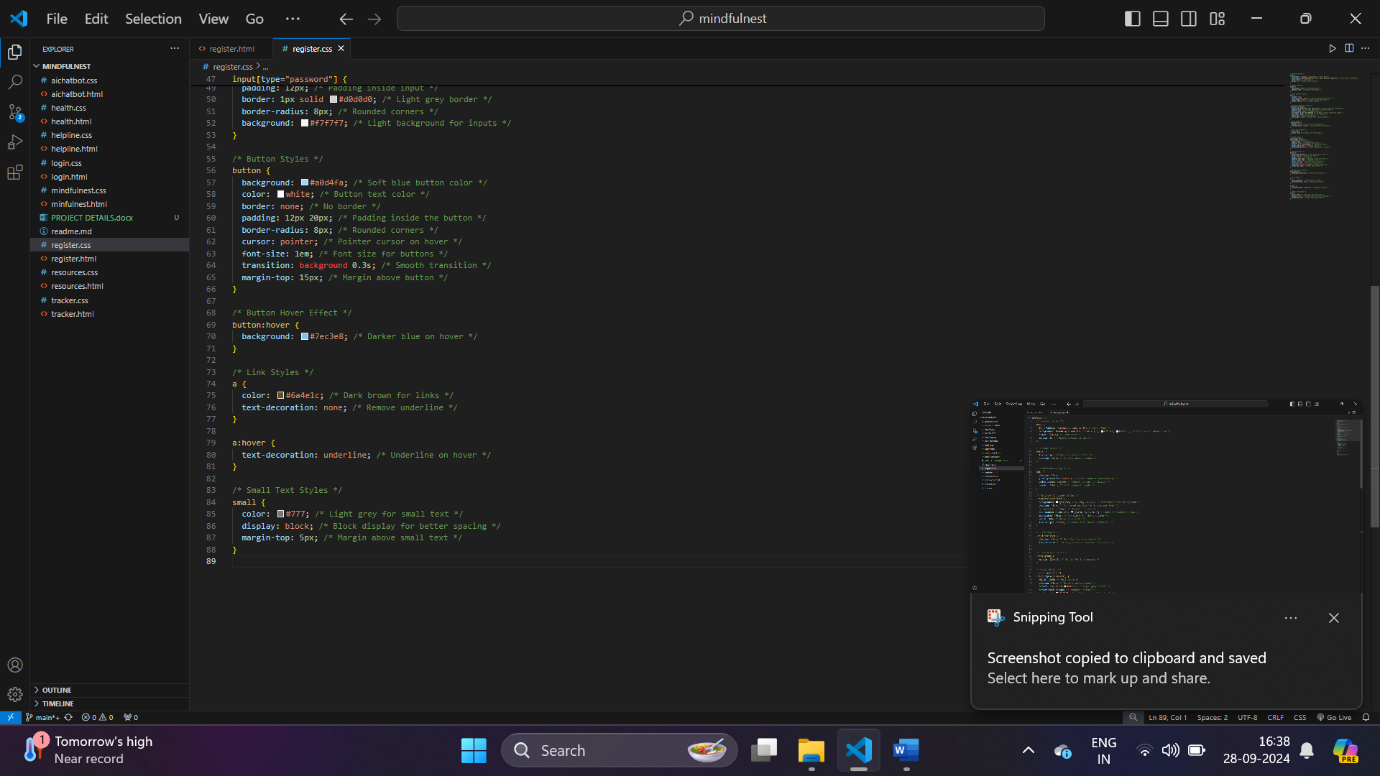 File Edit Selection View Go ··· mindfulnest
EXPLORER ···
MINDFULNEST
# aichatbot.css
<> aichatbot.html
# health.css
<> health.html
# helpline.css
<> helpline.html
# login.css
<> login.html
# mindfulnest.css
<> minfulnest.html
PROJECT DETAILS.docx U
readme.md
# register.css
<> register.html
# resources.css
<> resources.html
# tracker.css
<> tracker.html
OUTLINE
TIMELINE
<> register.html # register.css
# register.css > ...
47 input[type="password"] {
49 padding: 12px; /* Padding inside input */
50 border: 1px solid #d0d0d0; /* Light grey border */
51 border-radius: 8px; /* Rounded corners */
52 background: #f7f7f7; /* Light background for inputs */
53 }
54
55 /* Button Styles */
56 button {
57 background: #a0d4fa; /* Soft blue button color */
58 color: white; /* Button text color */
59 border: none; /* No border */
60 padding: 12px 20px; /* Padding inside the button */
61 border-radius: 8px; /* Rounded corners */
62 cursor: pointer; /* Pointer cursor on hover */
63 font-size: 1em; /* Font size for buttons */
64 transition: background 0.3s; /* Smooth transition */
65 margin-top: 15px; /* Margin above button */
66 }
67
68 /* Button Hover Effect */
69 button:hover {
70 background: #7ec3e8; /* Darker blue on hover */
71 }
72
73 /* Link Styles */
74 a {
75 color: #6a4e1c; /* Dark brown for links */
76 text-decoration: none; /* Remove underline */
77 }
78
79 a:hover {
80 text-decoration: underline; /* Underline on hover */
81 }
82
83 /* Small Text Styles */
84 small {
85 color: #777; /* Light grey for small text */
86 display: block; /* Block display for better spacing */
87 margin-top: 5px; /* Margin above small text */
88 }
89
Snipping Tool ···
Screenshot copied to clipboard and saved
Select here to mark up and share.
main*+ 0 0 0 Ln 89, Col 1 Spaces: 2 UTF-8 CRLF CSS Go Live
1 Tomorrow's high
Near record
Search
ENG
IN
16:38
28-09-2024
PRE